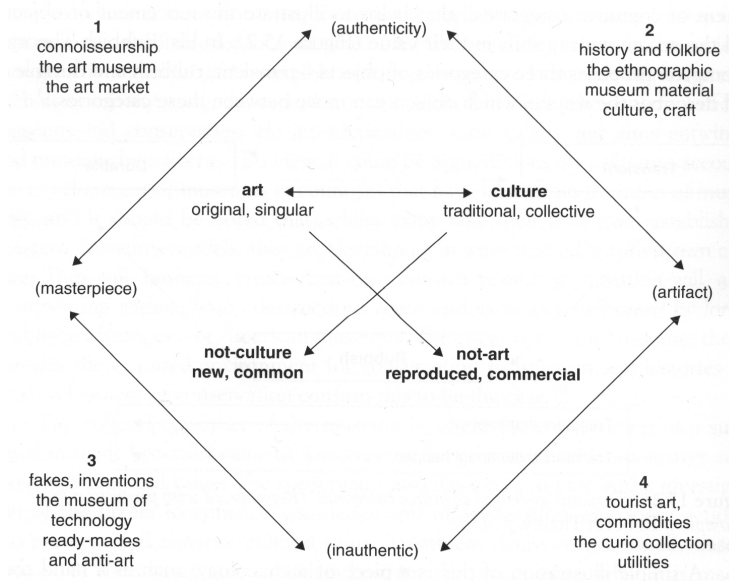 (authenticity)
1
connoisseurship
the art museum
the art market
2
history and folklore
the ethnographic
museum material
culture, craft
art
original, singular
culture
traditional, collective
(masterpiece)
(artifact)
not-culture
new, common
not-art
reproduced, commercial
3
fakes, inventions
the museum of
technology
ready-mades
and anti-art
4
tourist art,
commodities
the curio collection
utilities
(inauthentic)